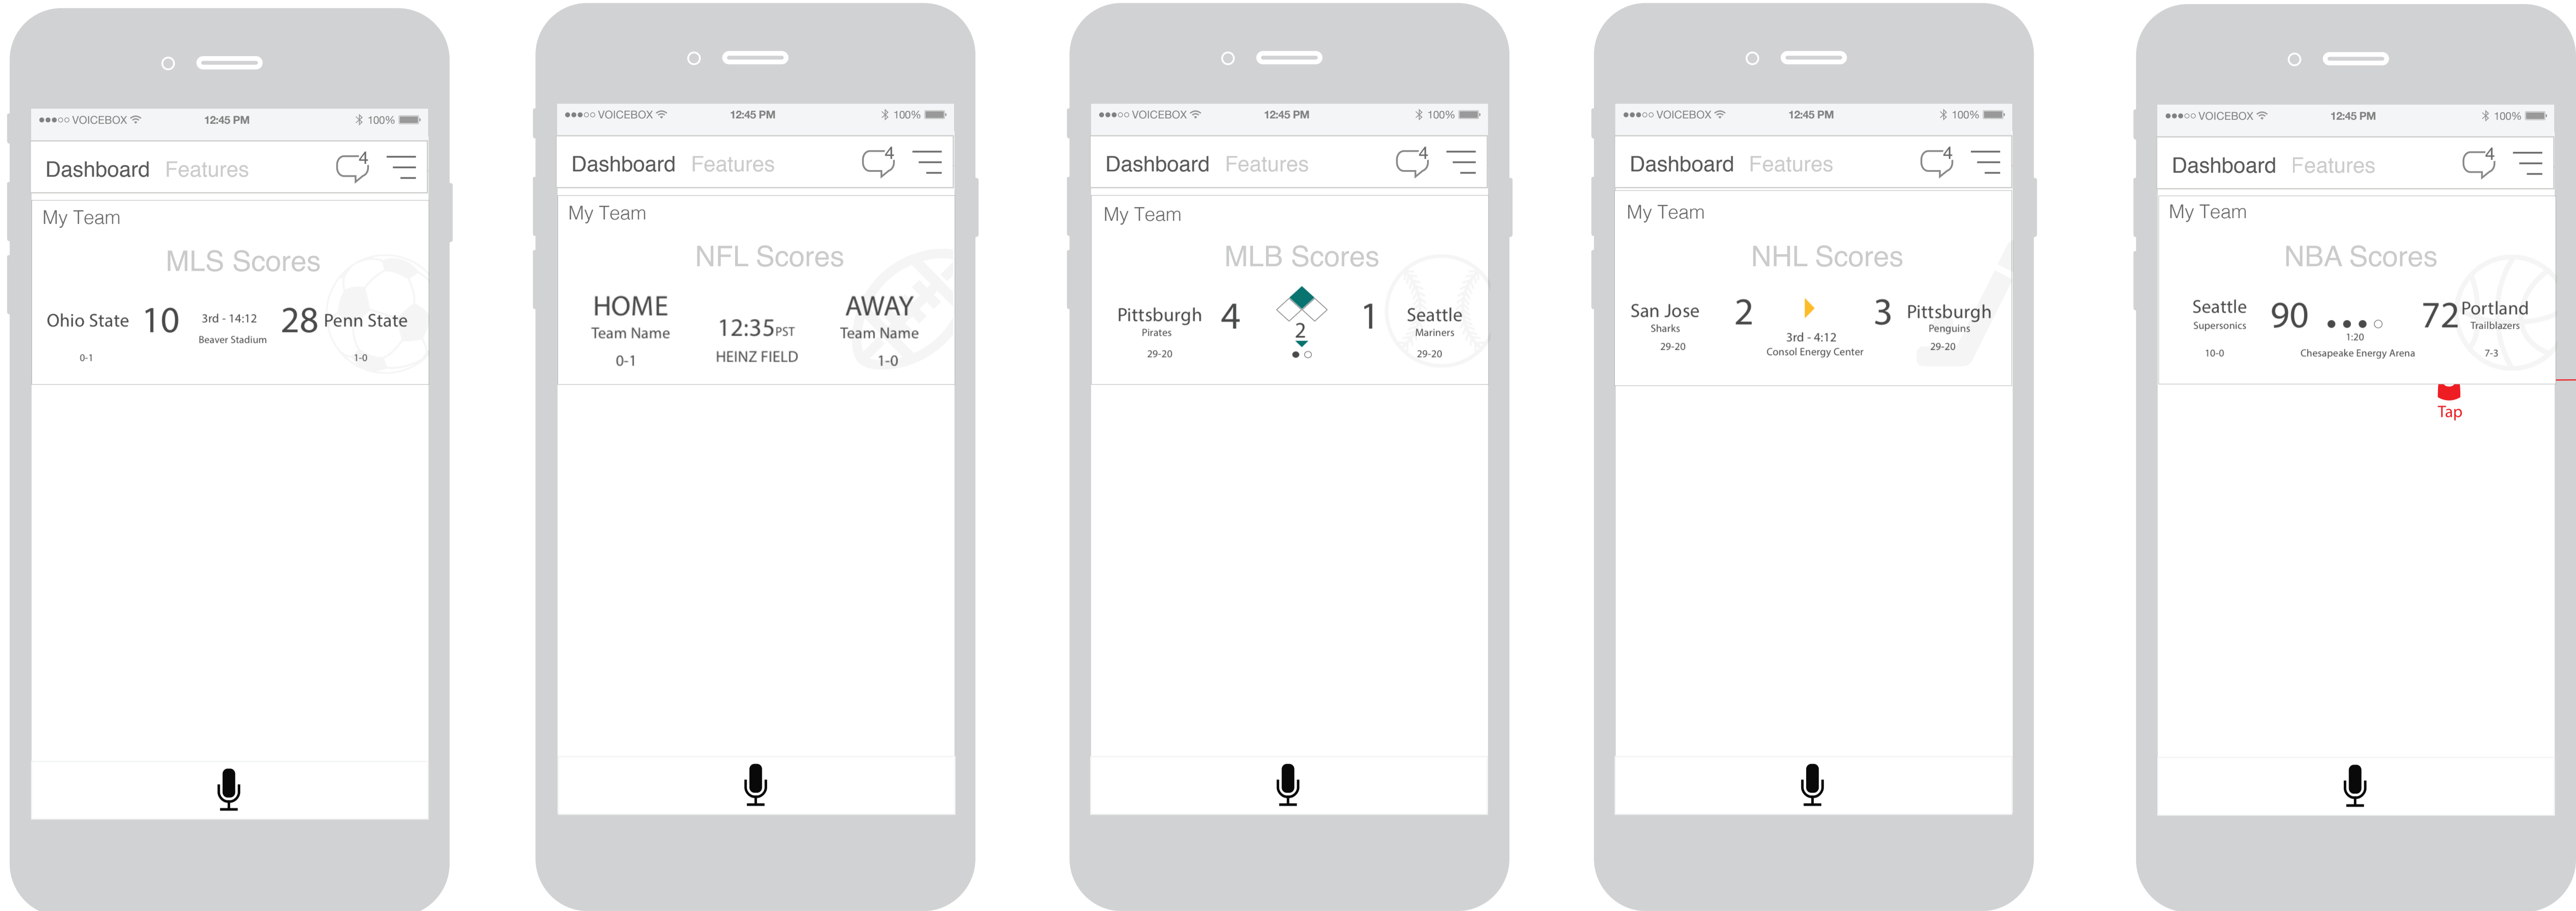 VOICEBOX 12:45 PM 100%
Dashboard Features 4
My Team
MLS Scores
Ohio State 10 3rd - 14:12 28 Penn State
Beaver Stadium
0-1 1-0
VOICEBOX 12:45 PM 100%
Dashboard Features 4
My Team
NFL Scores
HOME AWAY
Team Name 12:35PST Team Name
0-1 HEINZ FIELD 1-0
VOICEBOX 12:45 PM 100%
Dashboard Features 4
My Team
MLB Scores
Pittsburgh 4 1 Seattle
Pirates 2 Mariners
29-20 29-20
VOICEBOX 12:45 PM 100%
Dashboard Features 4
My Team
NHL Scores
San Jose 2 3 Pittsburgh
Sharks Penguins
3rd - 4:12
29-20 Consol Energy Center 29-20
VOICEBOX 12:45 PM 100%
Dashboard Features 4
My Team
NBA Scores
Seattle 90 72 Portland
Supersonics Trailblazers
1:20
10-0 Chesapeake Energy Arena 7-3
Tap